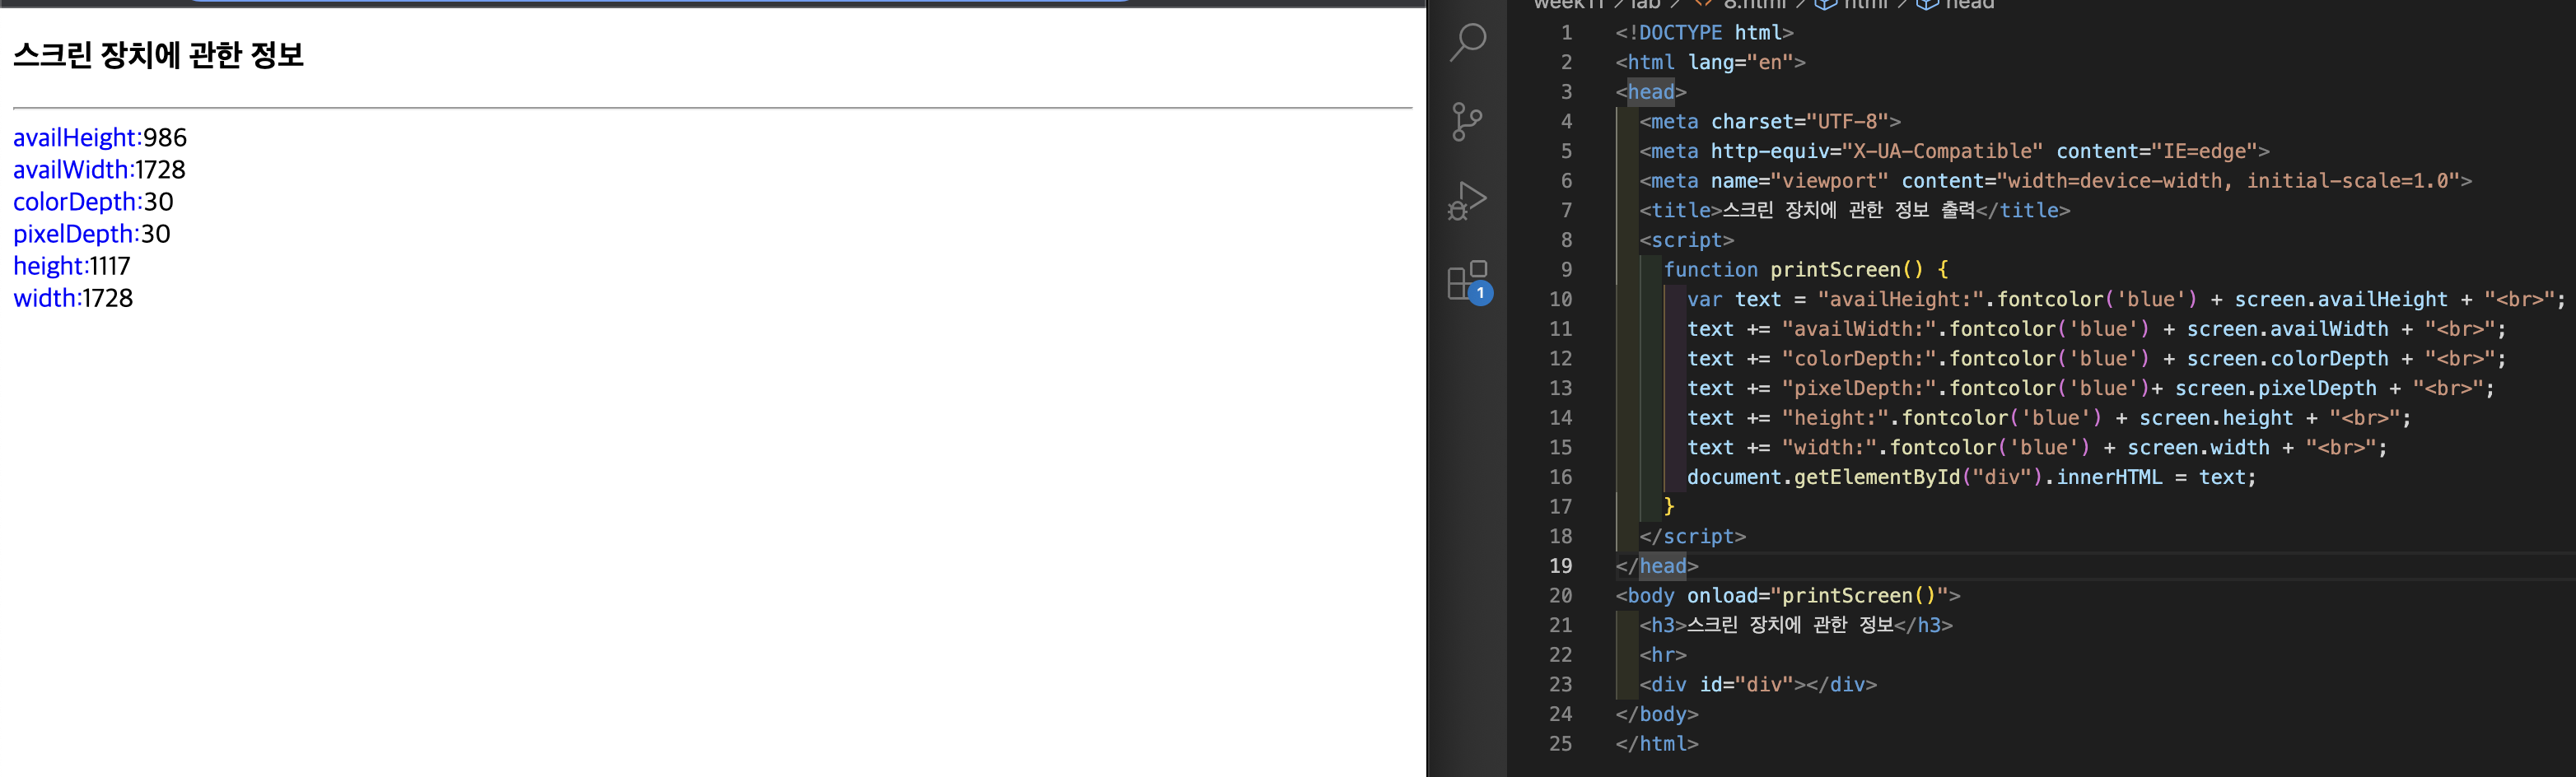 스크린 장치에 관한 정보
availHeight:986
availWidth:1728
colorDepth:30
pixelDepth:30
height:1117
width:1728
week11 > lab > <> 8.html > html > head
1
1 <!DOCTYPE html>
2 <html lang="en">
3 <head>
4 <meta charset="UTF-8">
5 <meta http-equiv="X-UA-Compatible" content="IE=edge">
6 <meta name="viewport" content="width=device-width, initial-scale=1.0">
7 <title>스크린 장치에 관한 정보 출력</title>
8 <script>
9 function printScreen() {
10 var text = "availHeight:".fontcolor('blue') + screen.availHeight + "<br>";
11 text += "availWidth:".fontcolor('blue') + screen.availWidth + "<br>";
12 text += "colorDepth:".fontcolor('blue') + screen.colorDepth + "<br>";
13 text += "pixelDepth:".fontcolor('blue')+ screen.pixelDepth + "<br>";
14 text += "height:".fontcolor('blue') + screen.height + "<br>";
15 text += "width:".fontcolor('blue') + screen.width + "<br>";
16 document.getElementById("div").innerHTML = text;
17 }
18 </script>
19 </head>
20 <body onload="printScreen()">
21 <h3>스크린 장치에 관한 정보</h3>
22 <hr>
23 <div id="div"></div>
24 </body>
25 </html>